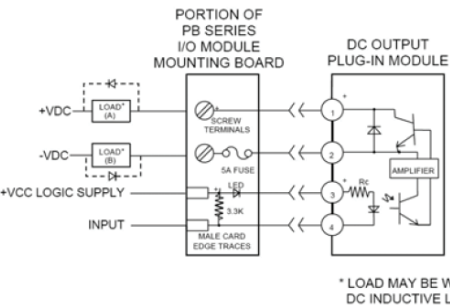 PORTION OF
PB SERIES
I/O MODULE
MOUNTING BOARD
DC OUTPUT
PLUG-IN MODULE
+VDC
LOAD*
(A)
SCREW
TERMINALS
*
1
-VDC
LOAD*
(B)
5A FUSE
2
AMPLIFIER
+VCC LOGIC SUPPLY
*
LED
3.3K
+
3
Rc
INPUT
4
MALE CARD
EDGE TRACES
* LOAD MAY BE
DC INDUCTIVE